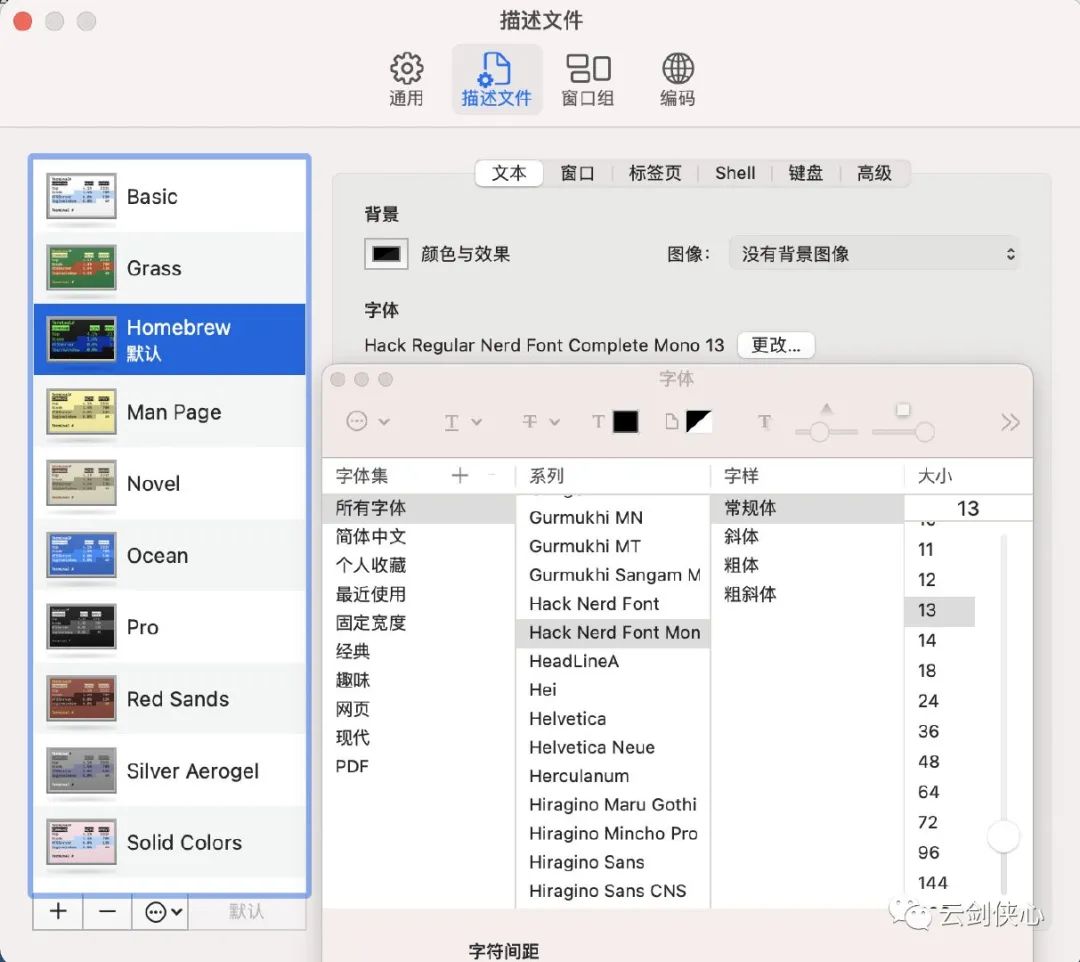 描述文件
通用
描述文件
窗口组
编码
Basic
Grass
Homebrew
默认
Man Page
Novel
Ocean
Pro
Red Sands
Silver Aerogel
Solid Colors
默认
文本 窗口 标签页 Shell 键盘 高级
背景
颜色与效果 图像: 没有背景图像
字体
Hack Regular Nerd Font Complete Mono 13 更改...
字体
字体集 系列 字样 大小
所有字体
简体中文
个人收藏
最近使用
固定宽度
经典
趣味
网页
现代
PDF
Gurmukhi MN
Gurmukhi MT
Gurmukhi Sangam M
Hack Nerd Font
Hack Nerd Font Mon
HeadLineA
Hei
Helvetica
Helvetica Neue
Herculanum
Hiragino Maru Gothi
Hiragino Mincho Pro
Hiragino Sans
Hiragino Sans CNS
常规体
斜体
粗体
粗斜体
13
11
12
13
14
18
24
36
48
64
72
96
144
字符间距
云剑侠心